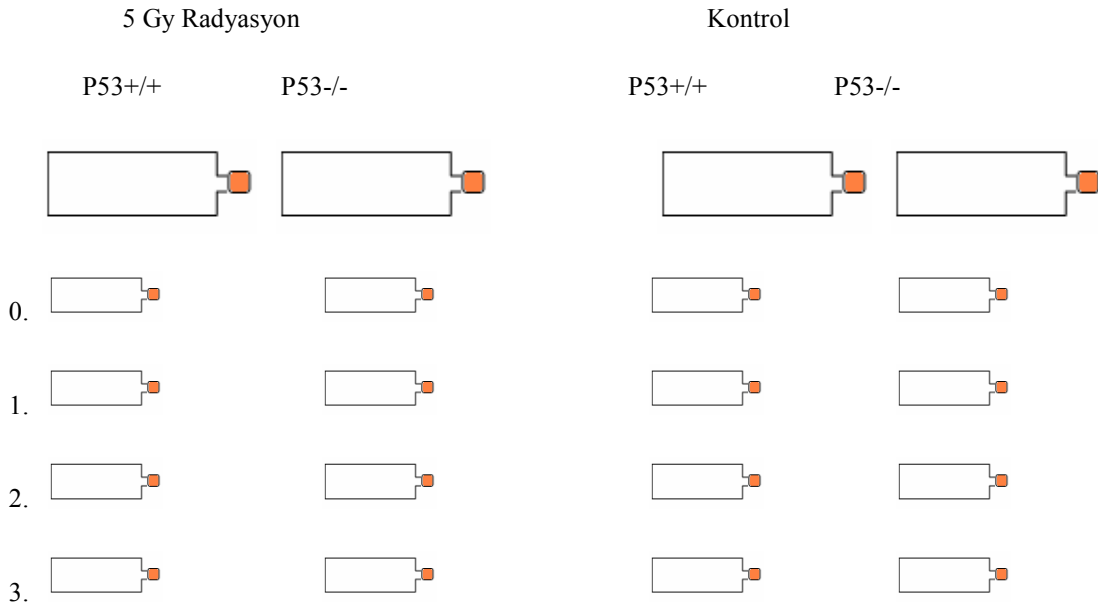 5 Gy Radyasyon Kontrol
P53+/+ P53-/- P53+/+ P53-/-
0.
1.
2.
3.